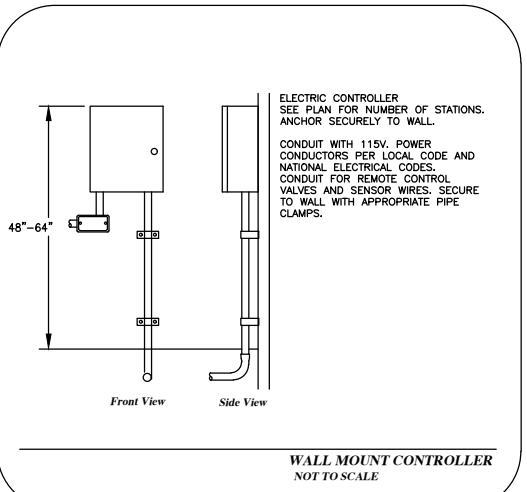 ELECTRIC CONTROLLER
SEE PLAN FOR NUMBER OF STATIONS.
ANCHOR SECURELY TO WALL.
CONDUIT WITH 115V. POWER
CONDUCTORS PER LOCAL CODE AND
NATIONAL ELECTRICAL CODES.
CONDUIT FOR REMOTE CONTROL
VALVES AND SENSOR WIRES. SECURE
TO WALL WITH APPROPRIATE PIPE
CLAMPS.
48"-64"
Front View
Side View
WALL MOUNT CONTROLLER
NOT TO SCALE